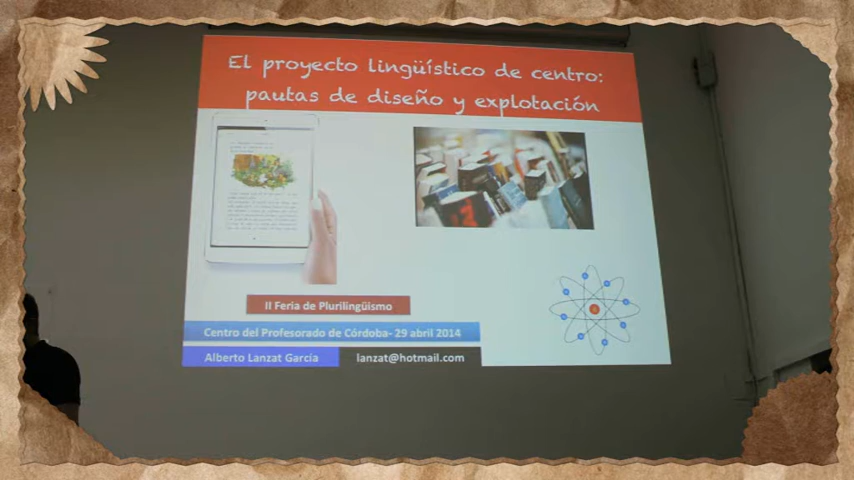 El proyecto lingüístico de centro:
pautas de diseño y explotación
II Feria de Plurilingüismo
Centro del Profesorado de Córdoba- 29 abril 2014
Alberto Lanzat García
lanzat@hotmail.com